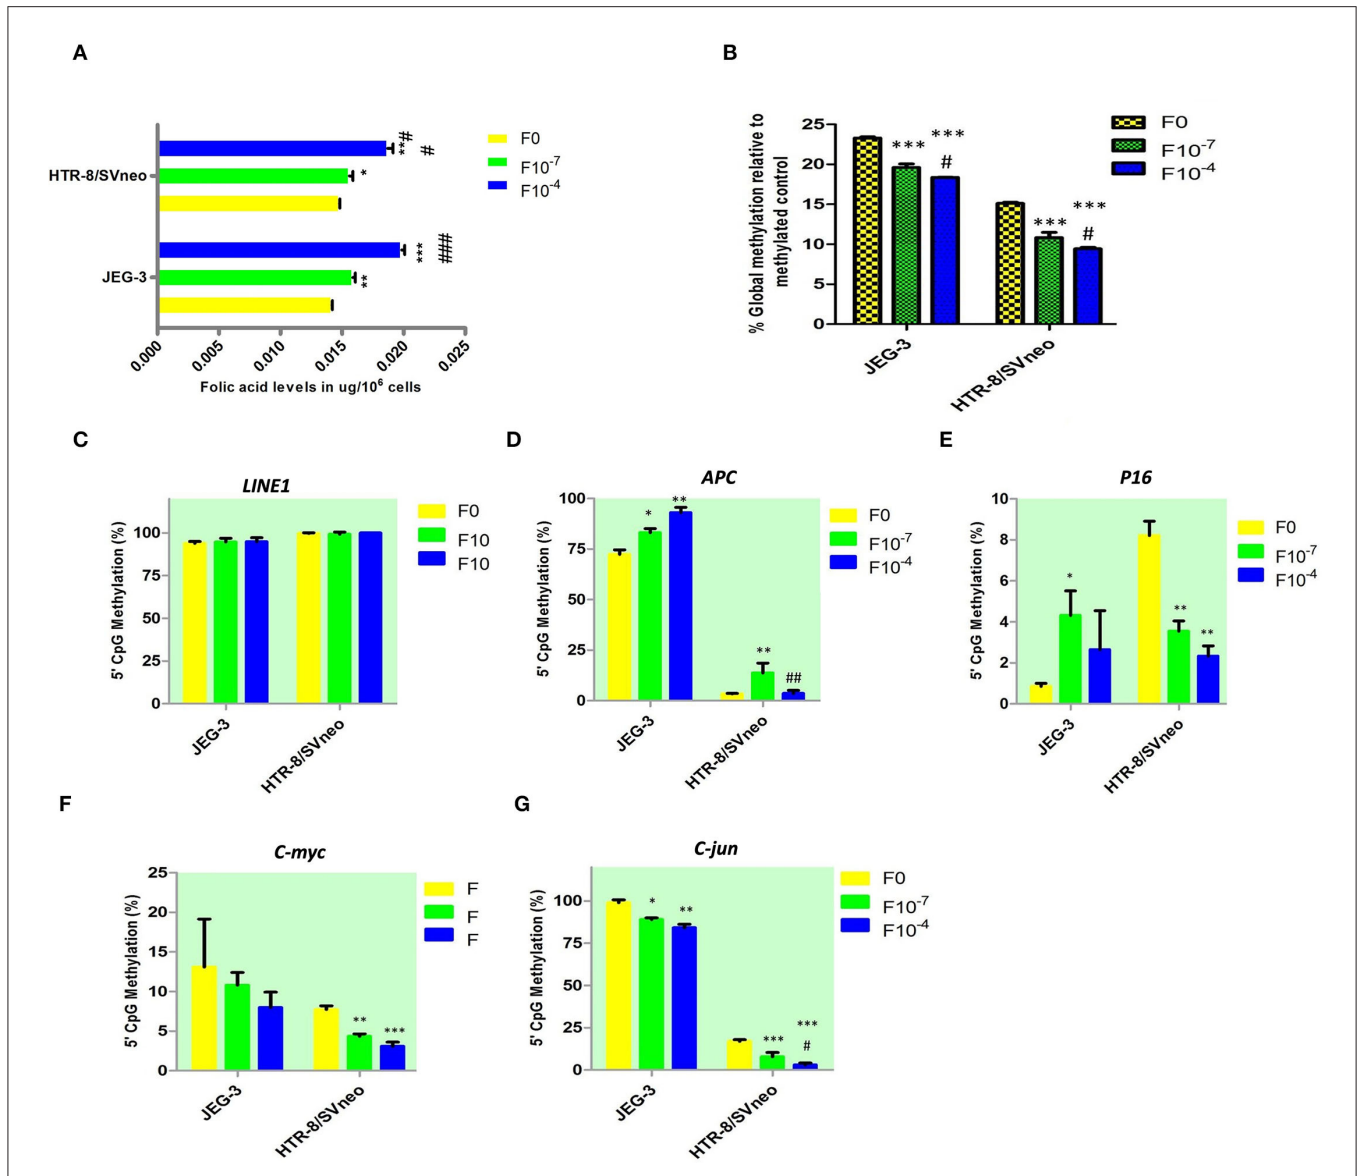 A
HTR-8/SVneo
JEG-3
**
#
#
*
***
####
**
F0
F10-7
F10-4
0.000
0.005
0.010
0.015
0.020
0.025
Folic acid levels in ug/106 cells
B
% Global methylation relative to
methylated control
25
20
15
10
5
0
***
***
#
***
***
#
F0
F10-7
F10-4
JEG-3
HTR-8/SVneo
C
LINE1
5' CpG Methylation (%)
100
75
50
25
0
F0
F10
F10
JEG-3
HTR-8/SVneo
D
APC
5' CpG Methylation (%)
100
75
50
25
0
*
**
**
##
F0
F10-7
F10-4
JEG-3
HTR-8/SVneo
E
P16
5' CpG Methylation (%)
10
8
6
4
2
0
*
**
**
F0
F10-7
F10-4
JEG-3
HTR-8/SVneo
F
C-myc
5' CpG Methylation (%)
25
20
15
10
5
0
**
***
F
F
F
JEG-3
HTR-8/SVneo
G
C-jun
5' CpG Methylation (%)
100
75
50
25
0
*
**
***
***
#
F0
F10-7
F10-4
JEG-3
HTR-8/SVneo